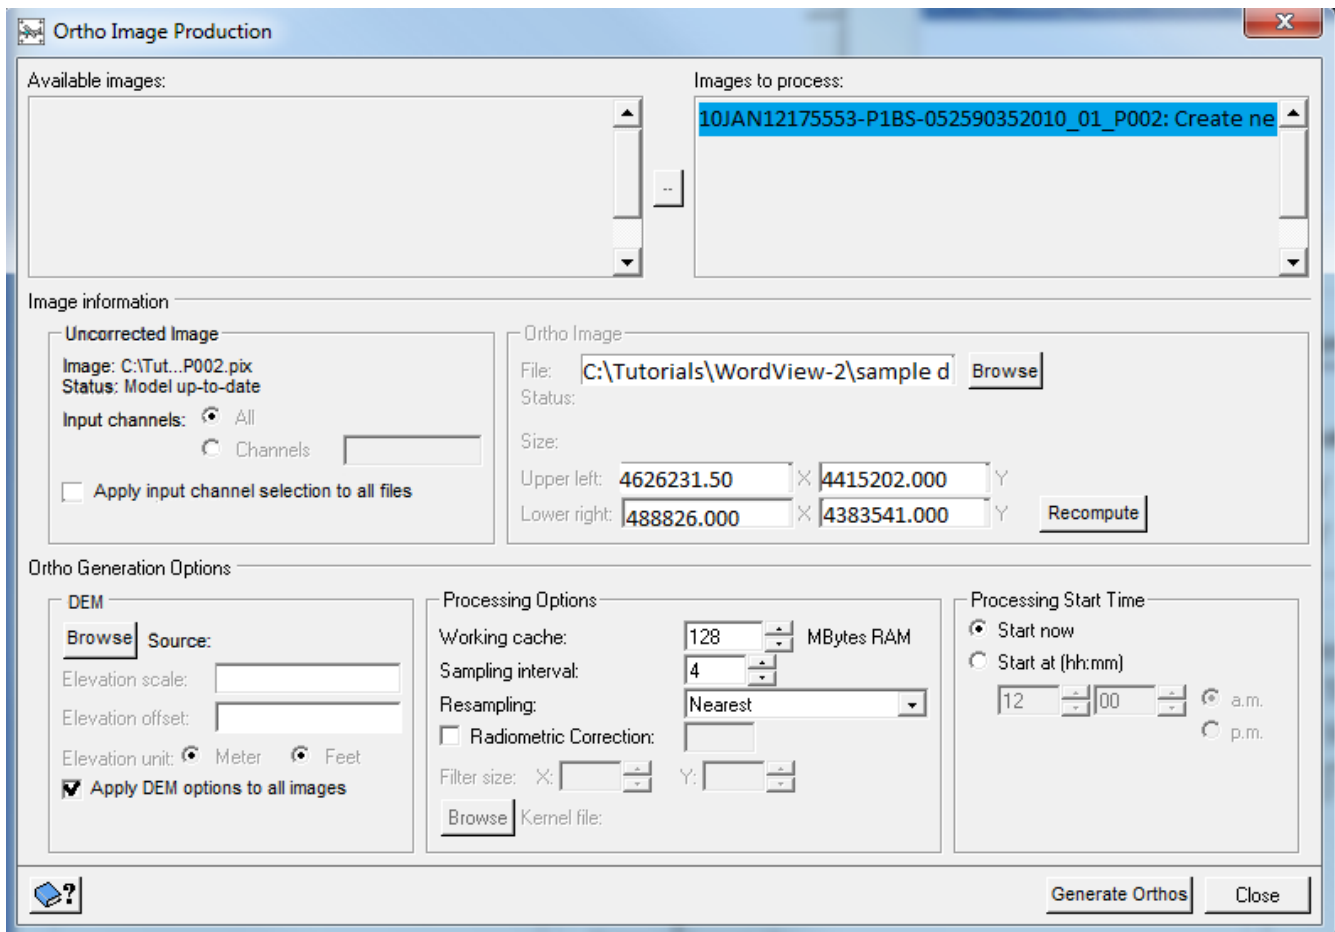 Ortho Image Production
X
Available images:
Images to process:
10JAN12175553-P1BS-052590352010_01_P002: Create ne
--
Image information
Uncorrected Image
Image: C:\Tut...P002.pix
Status: Model up-to-date
Input channels: All
Channels
Apply input channel selection to all files
Ortho Image
File: C:\Tutorials\WordView-2\sample d Browse
Status:
Size:
Upper left: 4626231.50 X 4415202.000 Y
Lower right: 488826.000 X 4383541.000 Y Recompute
Ortho Generation Options
DEM
Browse Source:
Elevation scale:
Elevation offset:
Elevation unit: Meter Feet
Apply DEM options to all images
Processing Options
Working cache: 128 MBytes RAM
Sampling interval: 4
Resampling: Nearest
Radiometric Correction:
Filter size: X: Y:
Browse Kernel file:
Processing Start Time
Start now
Start at (hh:mm)
12 00 a.m.
p.m.
?
Generate Orthos Close